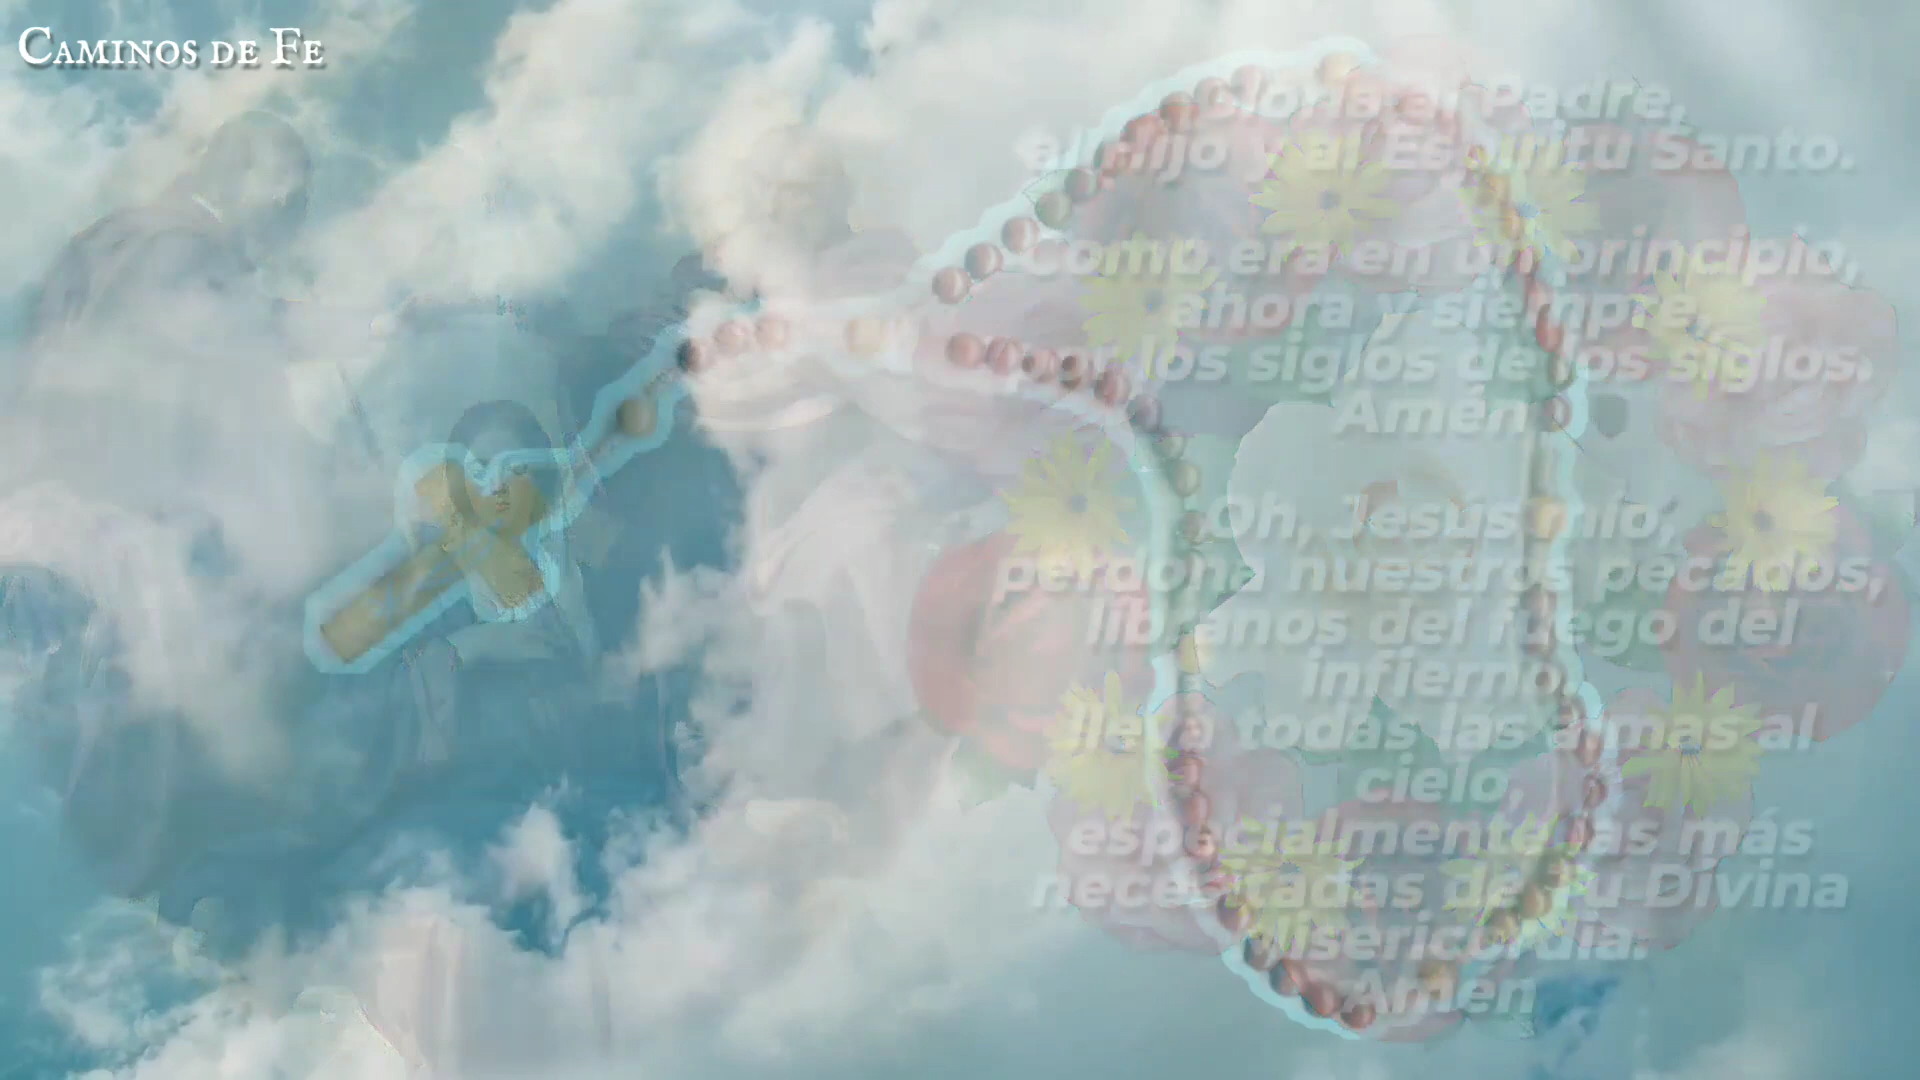 Caminos de Fe
Gloria al Padre,
al Hijo y al Espíritu Santo.
Como era en un principio,
ahora y siempre,
por los siglos de los siglos.
Amén
Oh, Jesús mío,
perdona nuestros pecados,
líbranos del fuego del
infierno,
lleva todas las almas al
cielo,
especialmente las más
necesitadas de Tu Divina
Misericordia.
Amén